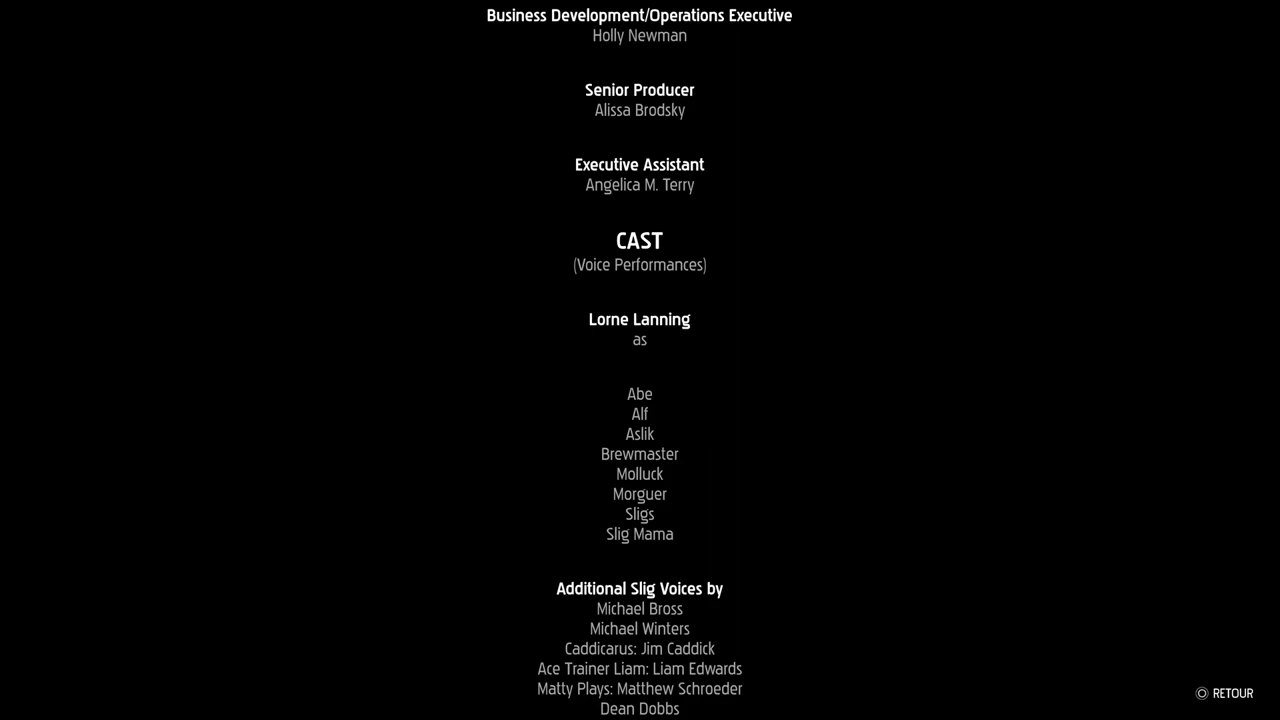 Business Development/Operations Executive
Holly Newman
Senior Producer
Alissa Brodsky
Executive Assistant
Angelica M. Terry
CAST
(Voice Performances)
Lorne Lanning
as
Abe
Alf
Aslik
Brewmaster
Molluck
Morguer
Sligs
Slig Mama
Additional Slig Voices by
Michael Bross
Michael Winters
Caddicarus: Jim Caddick
Ace Trainer Liam: Liam Edwards
Matty Plays: Matthew Schroeder
Dean Dobbs
RETOUR